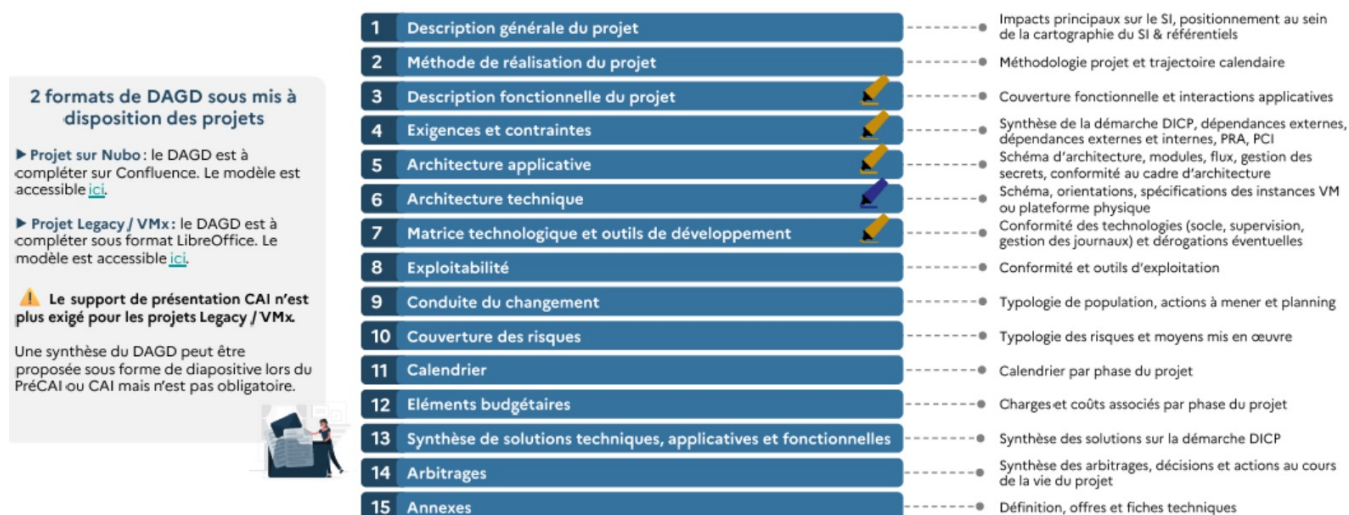 2 formats de DAGD sous mis à
disposition des projets
▶ Projet sur Nubo : le DAGD est à
compléter sur Confluence. Le modèle est
accessible ici.
▶ Projet Legacy / VMx : le DAGD est à
compléter sous format LibreOffice. Le
modèle est accessible ici.
⚠ Le support de présentation CAI n'est
plus exigé pour les projets Legacy / VMx.
Une synthèse du DAGD peut être
proposée sous forme de diapositive lors du
PréCAI ou CAI mais n'est pas obligatoire.
1 Description générale du projet
Impacts principaux sur le SI, positionnement au sein
de la cartographie du SI & référentiels
2 Méthode de réalisation du projet
Méthodologie projet et trajectoire calendaire
3 Description fonctionnelle du projet
Couverture fonctionnelle et interactions applicatives
4 Exigences et contraintes
Synthèse de la démarche DICP, dépendances externes,
dépendances externes et internes, PRA, PCI
5 Architecture applicative
Schéma d'architecture, modules, flux, gestion des
secrets, conformité au cadre d'architecture
6 Architecture technique
Schéma, orientations, spécifications des instances VM
ou plateforme physique
7 Matrice technologique et outils de développement
Conformité des technologies (socle, supervision,
gestion des journaux) et dérogations éventuelles
8 Exploitabilité
Conformité et outils d'exploitation
9 Conduite du changement
Typologie de population, actions à mener et planning
10 Couverture des risques
Typologie des risques et moyens mis en œuvre
11 Calendrier
Calendrier par phase du projet
12 Eléments budgétaires
Charges et coûts associés par phase du projet
13 Synthèse de solutions techniques, applicatives et fonctionnelles
Synthèse des solutions sur la démarche DICP
14 Arbitrages
Synthèse des arbitrages, décisions et actions au cours
de la vie du projet
15 Annexes
Définition, offres et fiches techniques